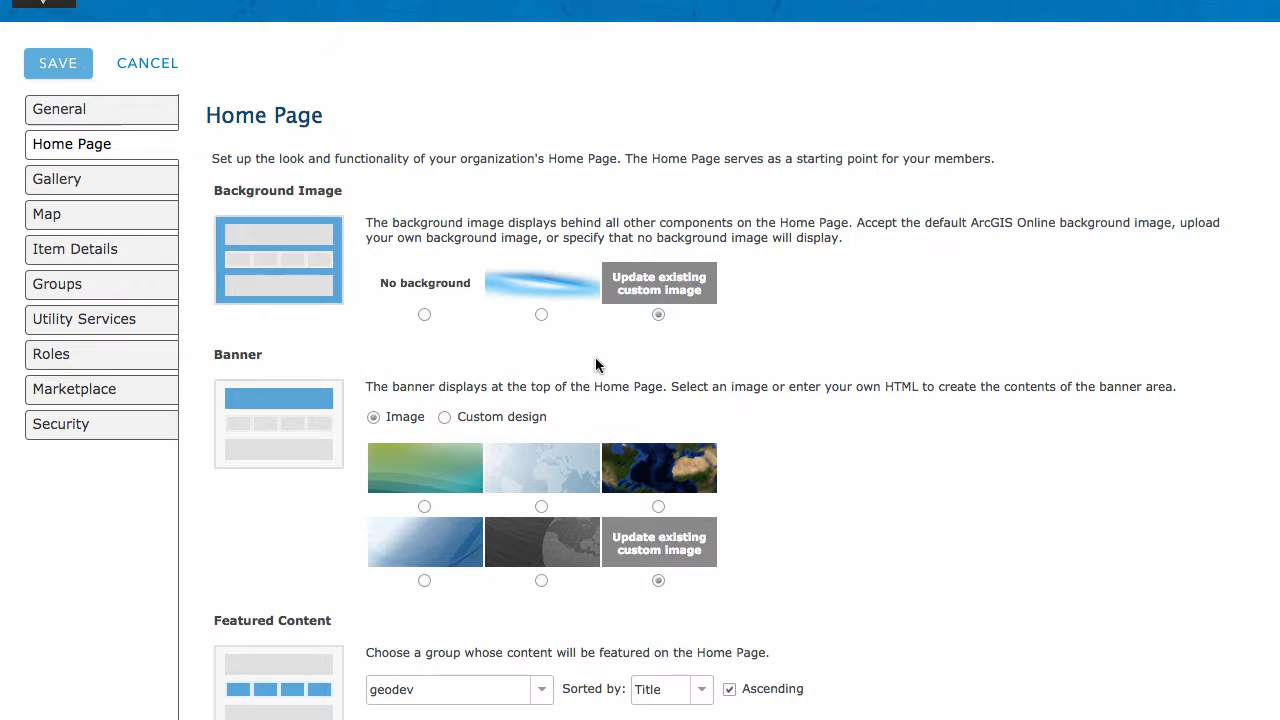 SAVE
CANCEL
General
Home Page
Gallery
Map
Item Details
Groups
Utility Services
Roles
Marketplace
Security
Home Page
Set up the look and functionality of your organization's Home Page. The Home Page serves as a starting point for your members.
Background Image
The background image displays behind all other components on the Home Page. Accept the default ArcGIS Online background image, upload
your own background image, or specify that no background image will display.
No background
Update existing
custom image
Banner
The banner displays at the top of the Home Page. Select an image or enter your own HTML to create the contents of the banner area.
Image
Custom design
Update existing
custom image
Featured Content
Choose a group whose content will be featured on the Home Page.
geodev
Sorted by:
Title
Ascending